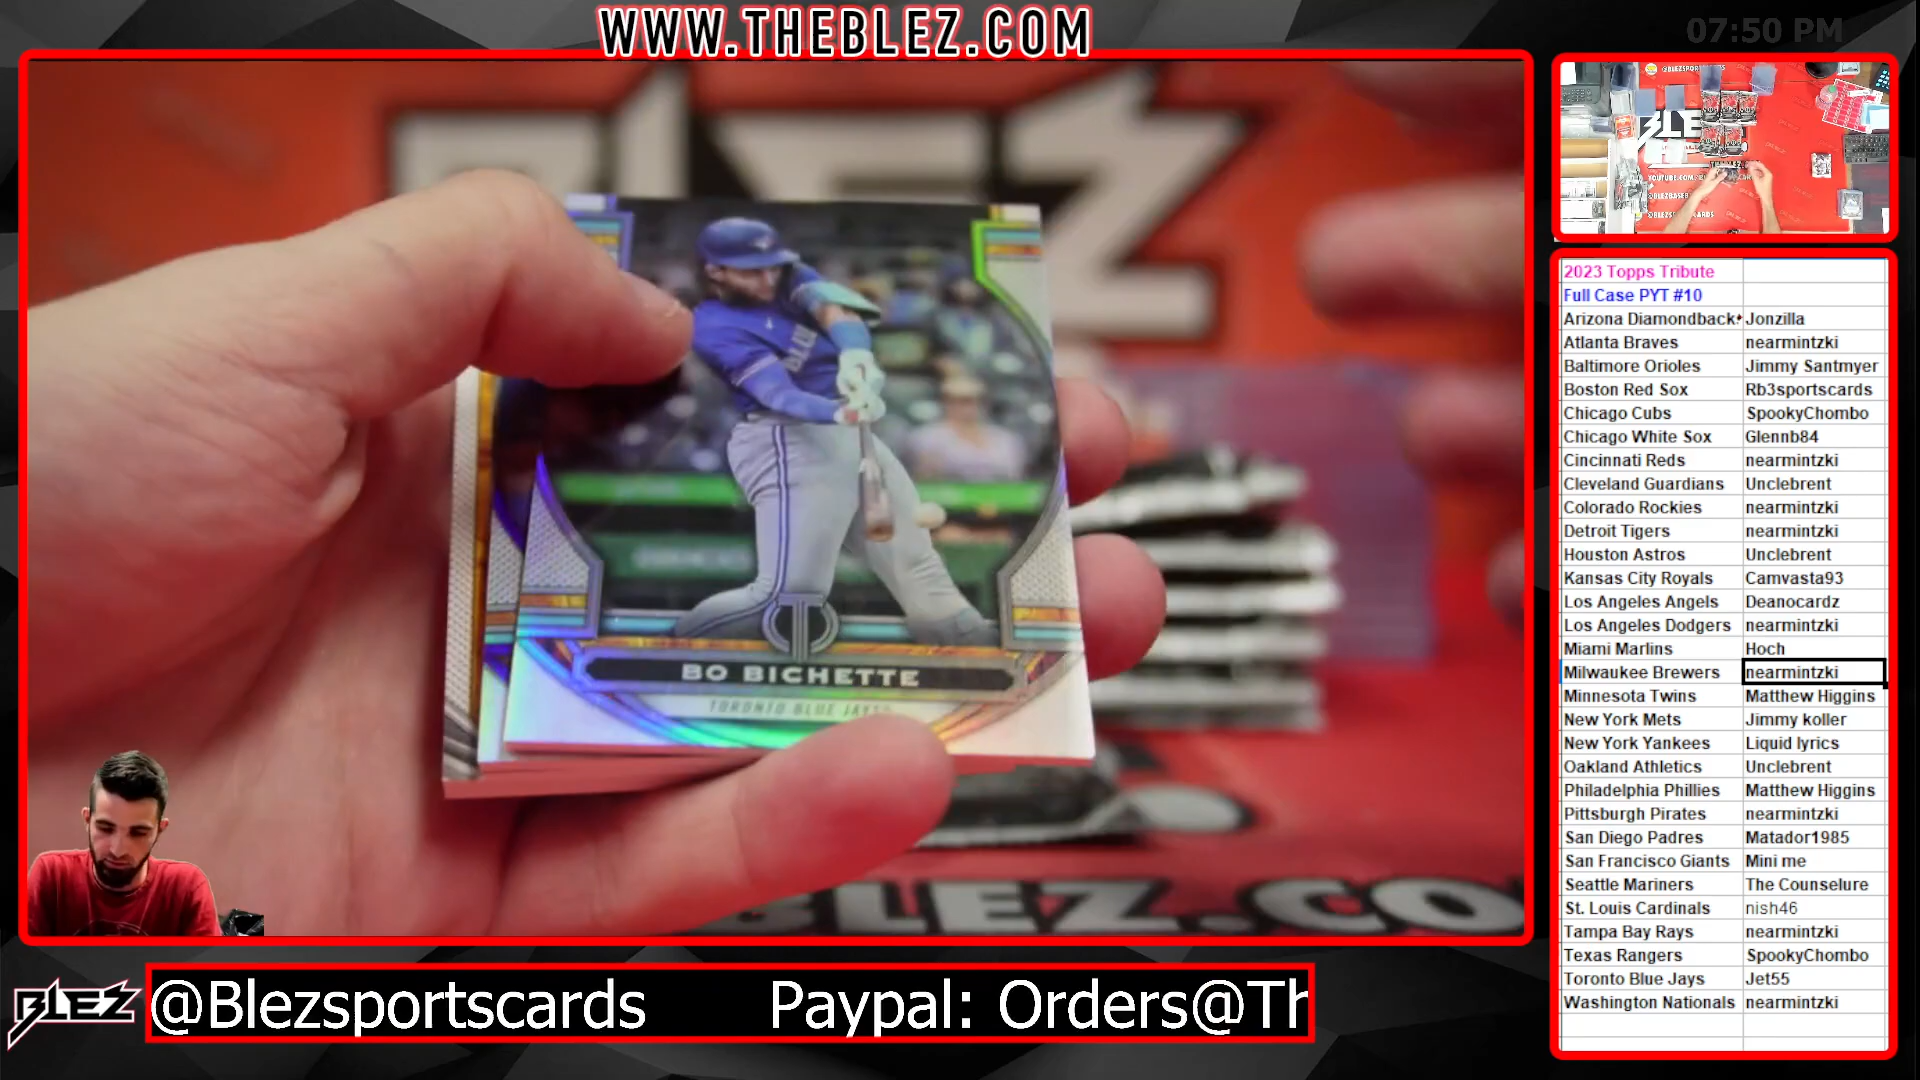 WWW.THEBLEZ.COM
07:50 PM
BLEZ
BO BICHETTE
TORONTO BLUE JAYS
BLEZ.CO
BLE
2023 Topps Tribute
Full Case PYT #10
Arizona Diamondback Jonzilla
Atlanta Braves nearmintzki
Baltimore Orioles Jimmy Santmyer
Boston Red Sox Rb3sportscards
Chicago Cubs SpookyChombo
Chicago White Sox Glennb84
Cincinnati Reds nearmintzki
Cleveland Guardians Unclebrent
Colorado Rockies nearmintzki
Detroit Tigers nearmintzki
Houston Astros Unclebrent
Kansas City Royals Camvasta93
Los Angeles Angels Deanocardz
Los Angeles Dodgers nearmintzki
Miami Marlins Hoch
Milwaukee Brewers nearmintzki
Minnesota Twins Matthew Higgins
New York Mets Jimmy koller
New York Yankees Liquid lyrics
Oakland Athletics Unclebrent
Philadelphia Phillies Matthew Higgins
Pittsburgh Pirates nearmintzki
San Diego Padres Matador1985
San Francisco Giants Mini me
Seattle Mariners The Counselure
St. Louis Cardinals nish46
Tampa Bay Rays nearmintzki
Texas Rangers SpookyChombo
Toronto Blue Jays Jet55
Washington Nationals nearmintzki
BLEZ @Blezsportscards Paypal: Orders@Th